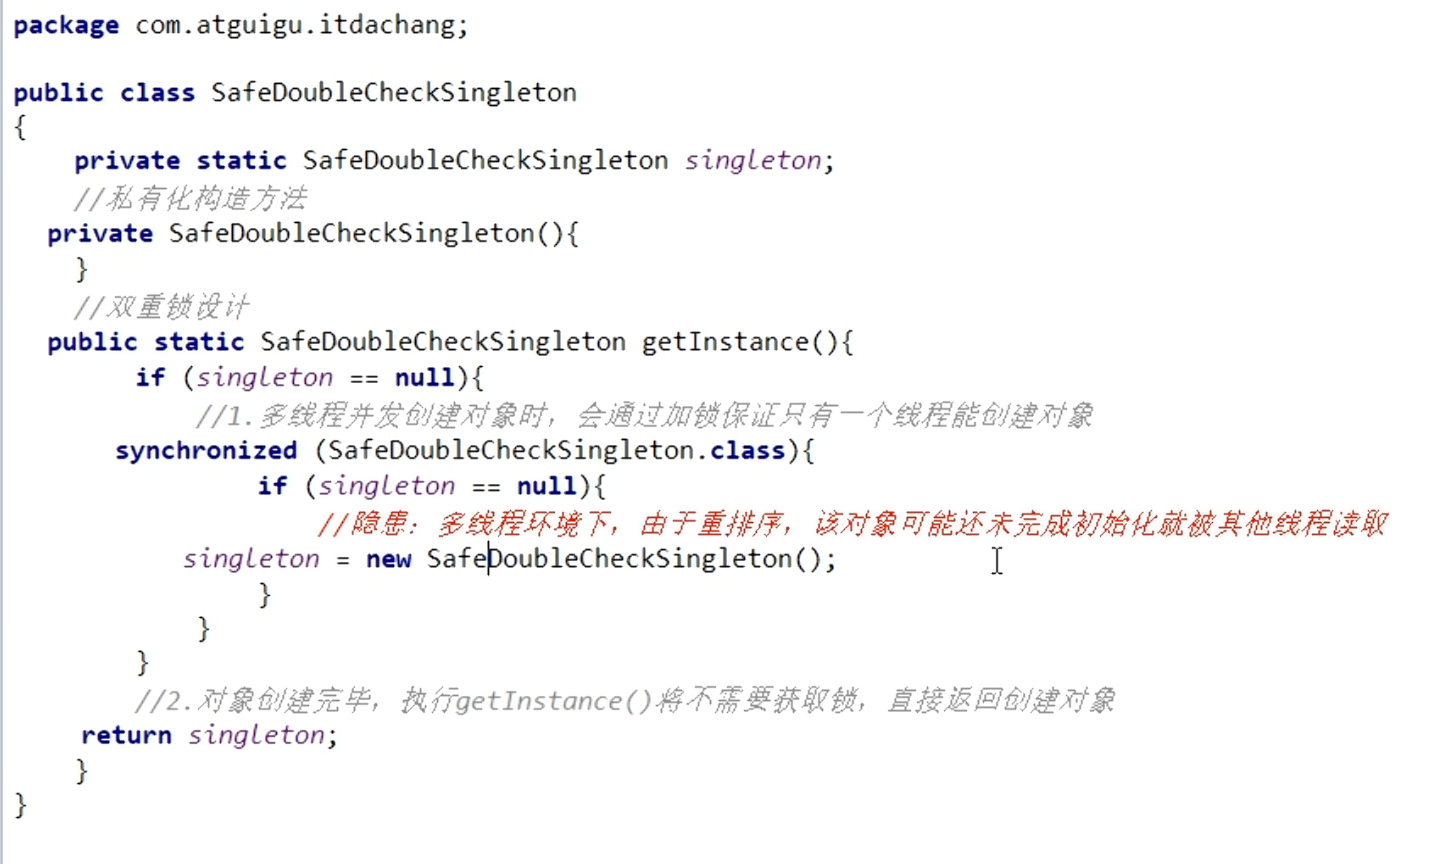 package com.atguigu.itdachang;
public class SafeDoubleCheckSingleton
{
private static SafeDoubleCheckSingleton singleton;
//私有化构造方法
private SafeDoubleCheckSingleton(){
}
//双重锁设计
public static SafeDoubleCheckSingleton getInstance(){
if (singleton == null){
//1.多线程并发创建对象时，会通过加锁保证只有一个线程能创建对象
synchronized (SafeDoubleCheckSingleton.class){
if (singleton == null){
//隐患：多线程环境下，由于重排序，该对象可能还未完成初始化就被其他线程读取
singleton = new SafeDoubleCheckSingleton();
}
}
}
//2.对象创建完毕，执行getInstance()将不需要获取锁，直接返回创建对象
return singleton;
}
}